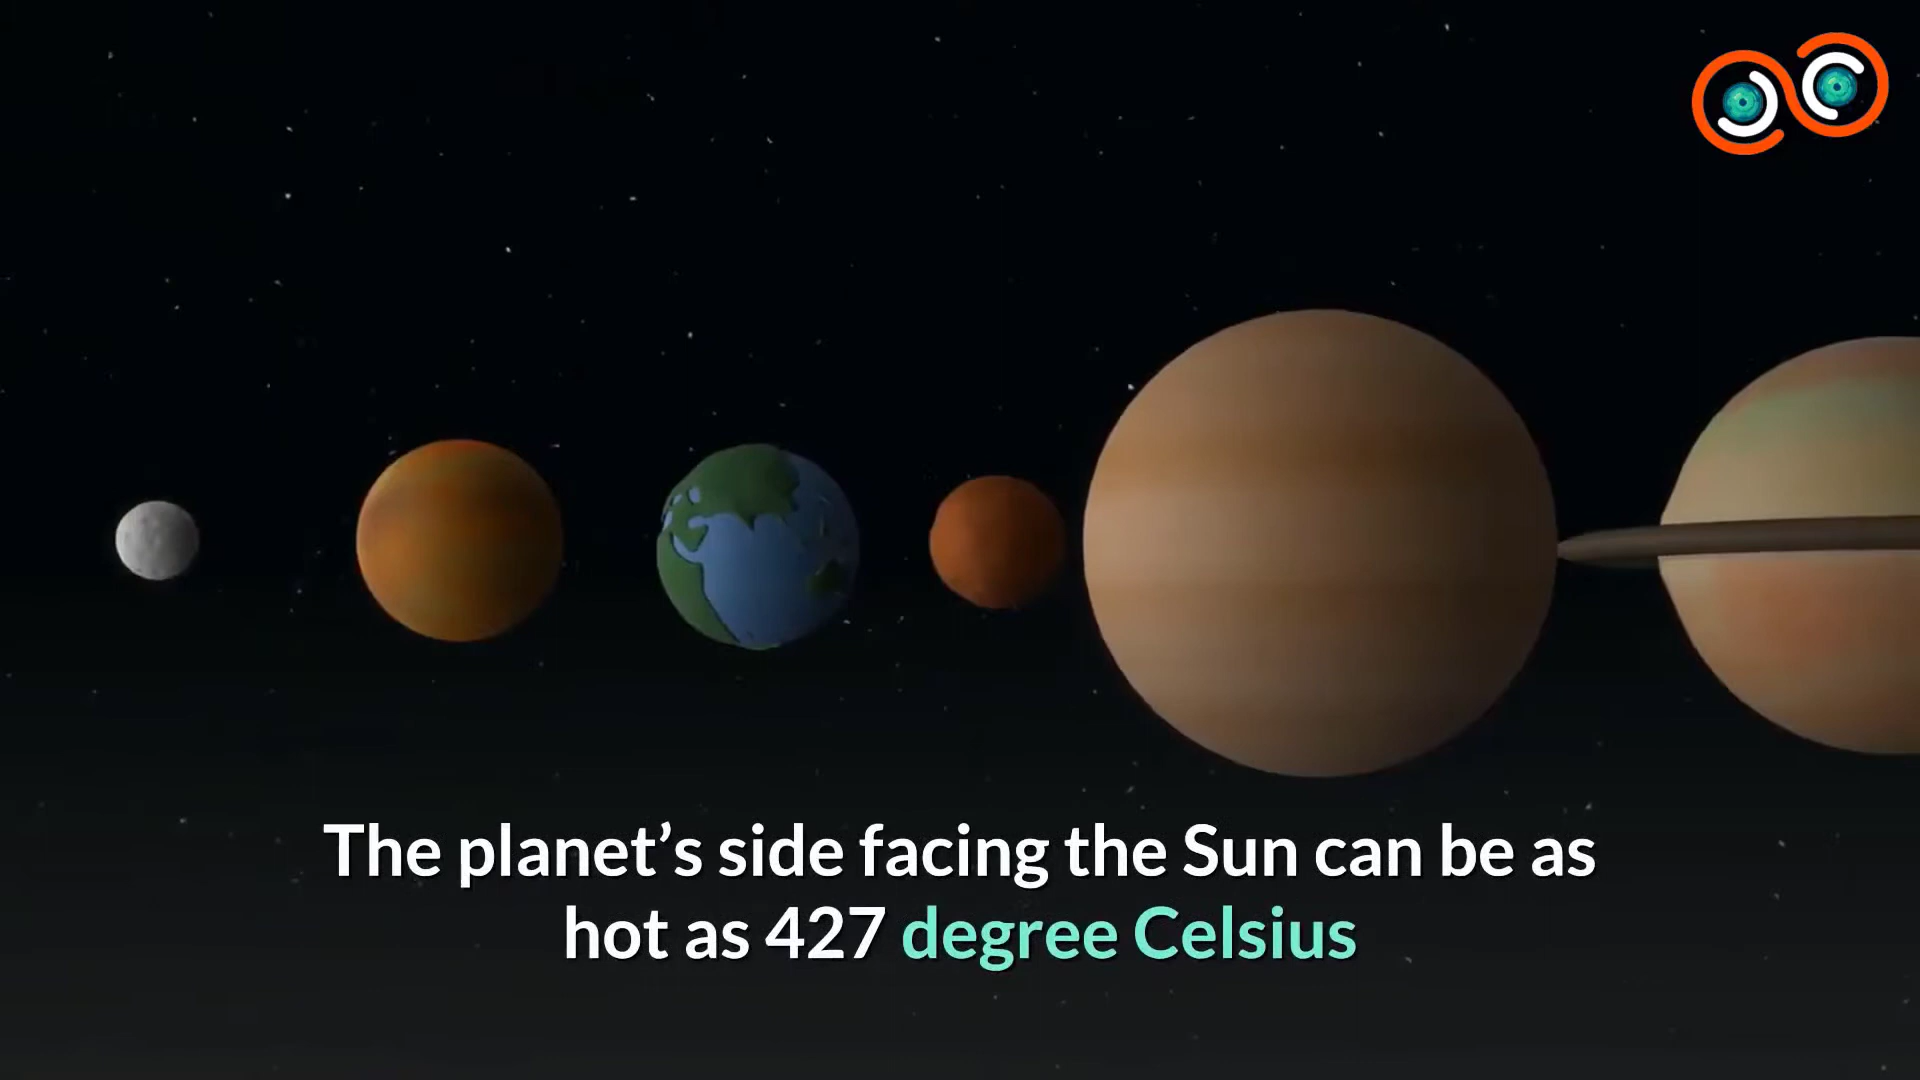 The planet’s side facing the Sun can be as
hot as 427 degree Celsius